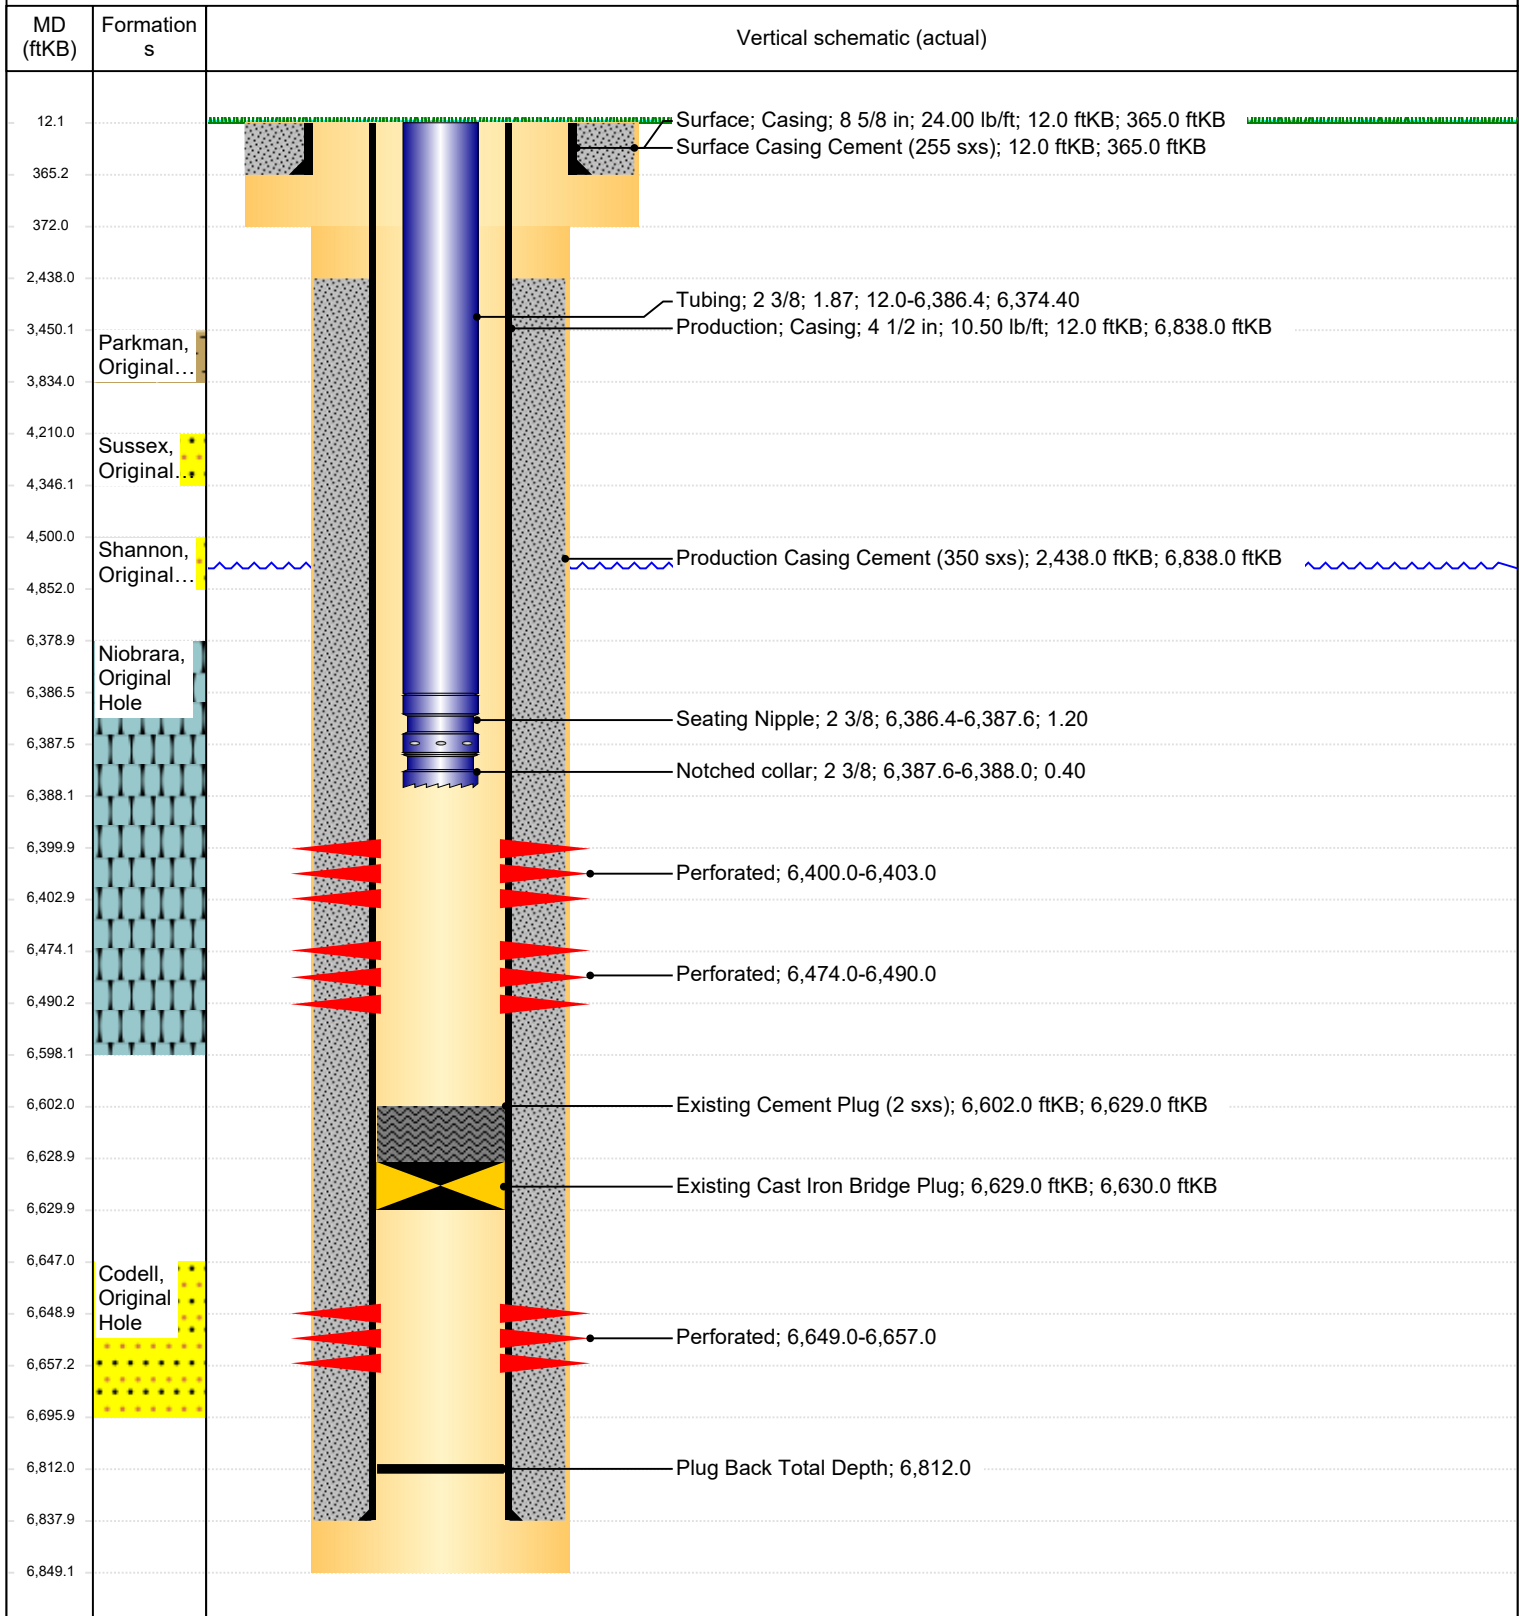 MD
(ftKB)
Formation
s
Vertical schematic (actual)
12.1
Surface; Casing; 8 5/8 in; 24.00 lb/ft; 12.0 ftKB; 365.0 ftKB
Surface Casing Cement (255 sxs); 12.0 ftKB; 365.0 ftKB
365.2
372.0
2,438.0
Tubing; 2 3/8; 1.87; 12.0-6,386.4; 6,374.40
Production; Casing; 4 1/2 in; 10.50 lb/ft; 12.0 ftKB; 6,838.0 ftKB
3,450.1
Parkman,
Original…
3,834.0
4,210.0
Sussex,
Original…
4,346.1
4,500.0
Shannon,
Original…
Production Casing Cement (350 sxs); 2,438.0 ftKB; 6,838.0 ftKB
4,852.0
6,378.9
Niobrara,
Original
Hole
6,386.5
Seating Nipple; 2 3/8; 6,386.4-6,387.6; 1.20
6,387.5
Notched collar; 2 3/8; 6,387.6-6,388.0; 0.40
6,388.1
6,399.9
Perforated; 6,400.0-6,403.0
6,402.9
6,474.1
Perforated; 6,474.0-6,490.0
6,490.2
6,598.1
6,602.0
Existing Cement Plug (2 sxs); 6,602.0 ftKB; 6,629.0 ftKB
6,628.9
Existing Cast Iron Bridge Plug; 6,629.0 ftKB; 6,630.0 ftKB
6,629.9
6,647.0
Codell,
Original
Hole
6,648.9
Perforated; 6,649.0-6,657.0
6,657.2
6,695.9
6,812.0
Plug Back Total Depth; 6,812.0
6,837.9
6,849.1